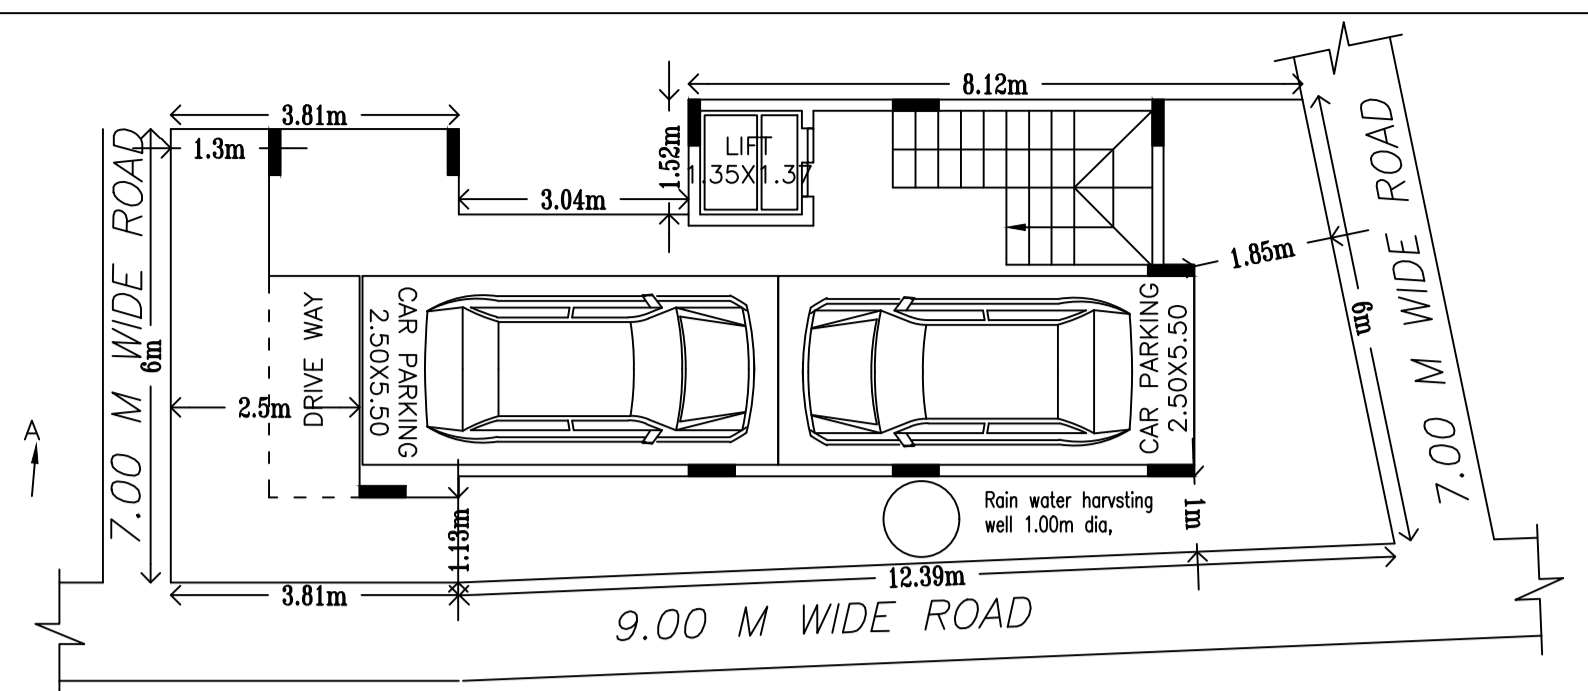 8.12m
3.81m
1.3m
1.52m
LIFT
1.35X1.37
3.04m
7.00 M WIDE ROAD
7.00 M WIDE ROAD
1.85m
6m
6m
2.5m
DRIVE WAY
CAR PARKING
2.50X5.50
CAR PARKING
2.50X5.50
A
Rain water harvsting
well 1.00m dia,
1m
1.13m
12.39m
3.81m
9.00 M WIDE ROAD